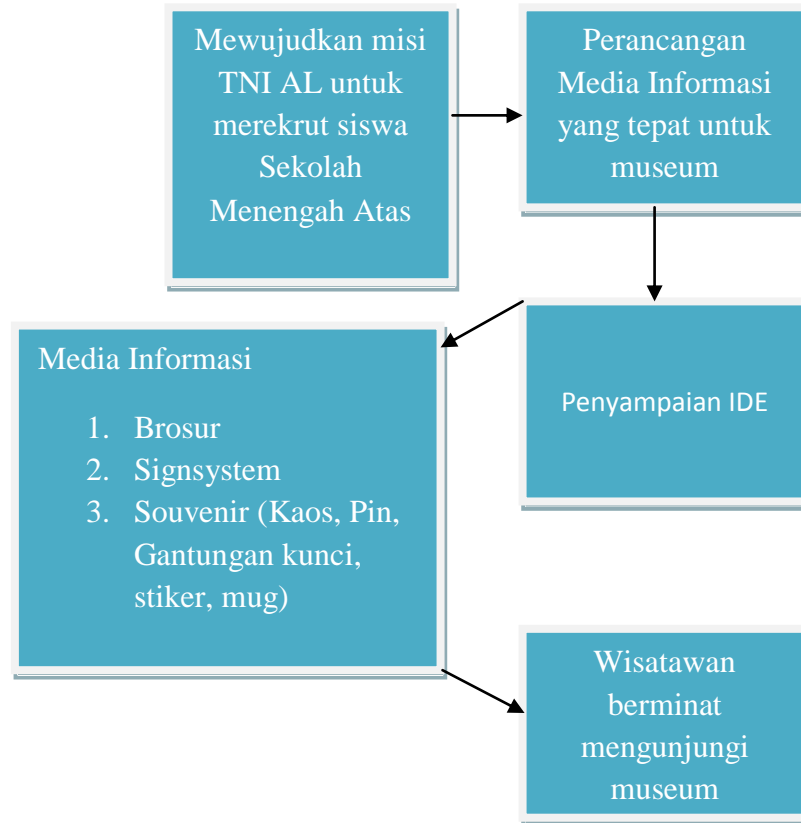 Mewujudkan misi
TNI AL untuk
merekrut siswa
Sekolah
Menengah Atas
Perancangan
Media Informasi
yang tepat untuk
museum
Penyampaian IDE
Media Informasi
1. Brosur
2. Signsystem
3. Souvenir (Kaos, Pin,
Gantungan kunci,
stiker, mug)
Wisatawan
berminat
mengunjungi
museum